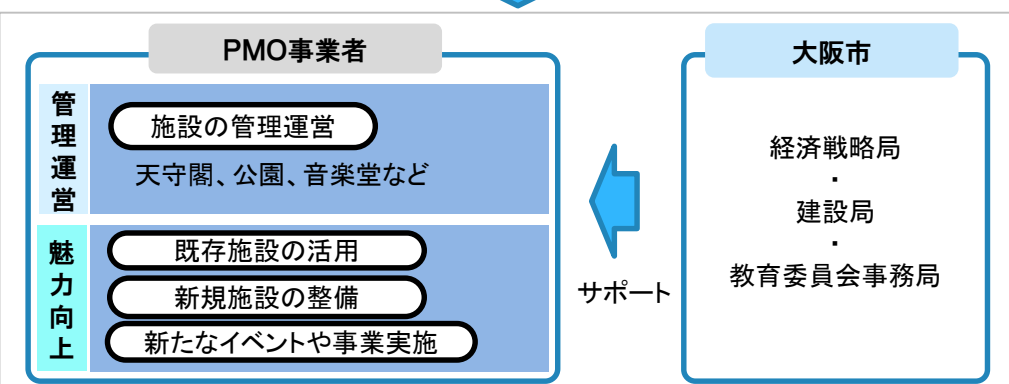 PMO事業者
管理運営
施設の管理運営
天守閣、公園、音楽堂など
魅力向上
既存施設の活用
新規施設の整備
新たなイベントや事業実施
サポート
大阪市
経済戦略局
・
建設局
・
教育委員会事務局